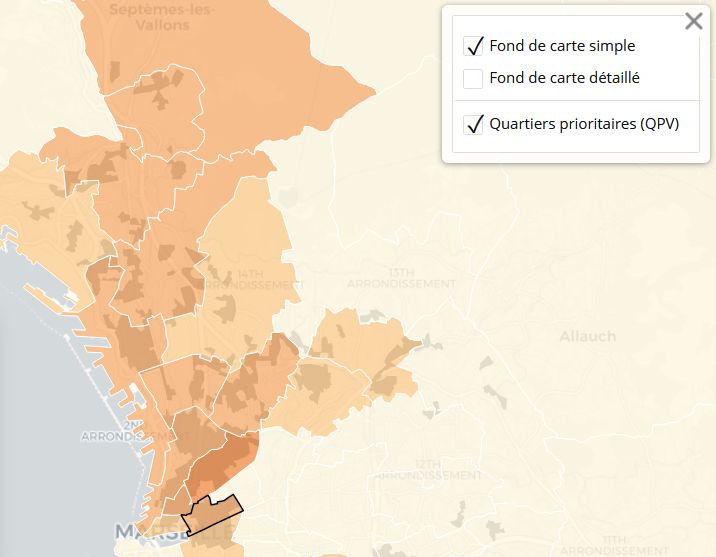 Septèmes-les-
Vallons
Fond de carte simple
Fond de carte détaillé
Quartiers prioritaires (QPV)
14TH
ARRONDISSEMENT
13TH
ARRONDISSEMENT
Allauch
2ND
ARRONDISSEMENT
12TH
ARRONDISSEMENT
MARSEILLE
11TH
ARRONDISSEMENT